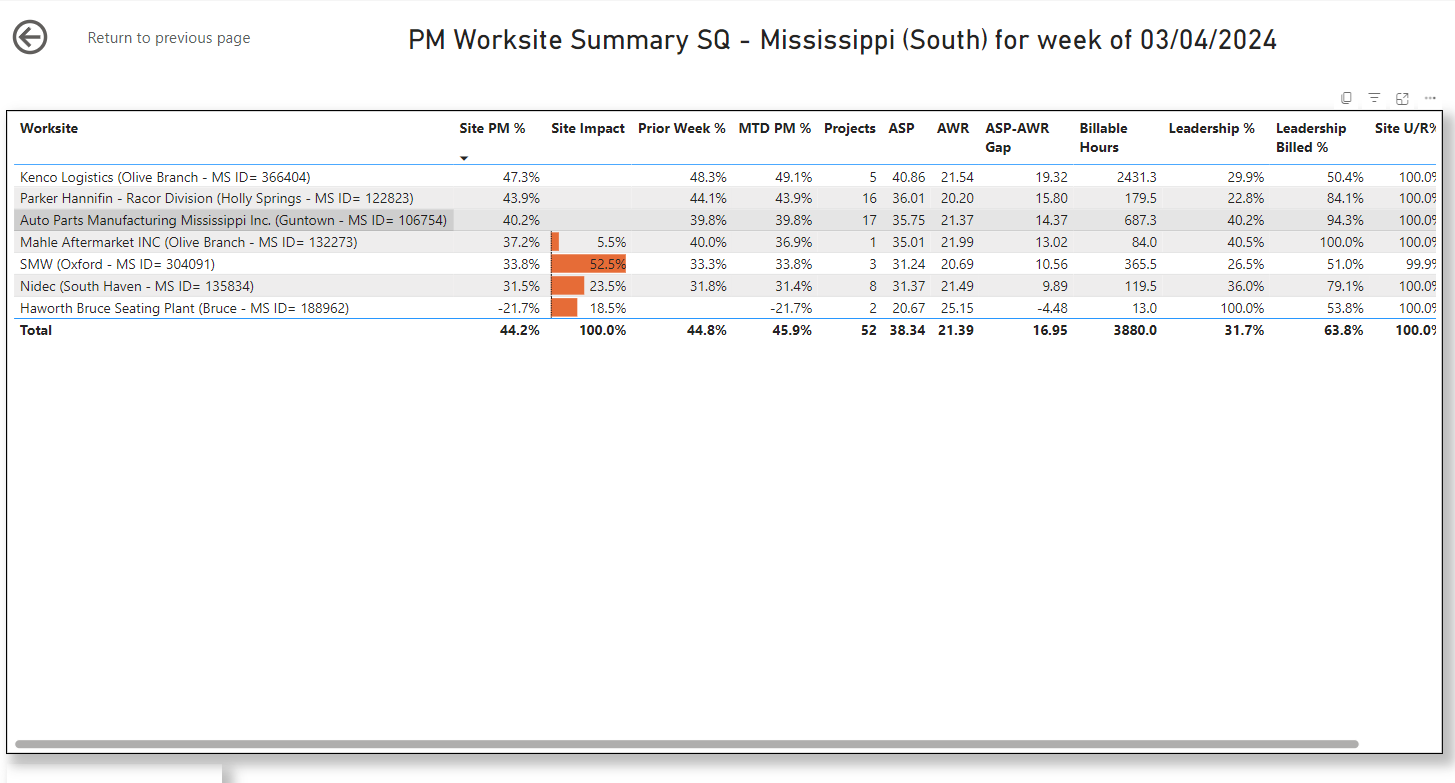 Return to previous page
PM Worksite Summary SQ - Mississippi (South) for week of 03/04/2024
Worksite Site PM % Site Impact Prior Week % MTD PM % Projects ASP AWR ASP-AWR Gap Billable Hours Leadership % Leadership Billed % Site U/R%
Kenco Logistics (Olive Branch - MS ID= 366404) 47.3% 48.3% 49.1% 5 40.86 21.54 19.32 2431.3 29.9% 50.4% 100.0%
Parker Hannifin - Racor Division (Holly Springs - MS ID= 122823) 43.9% 44.1% 43.9% 16 36.01 20.20 15.80 179.5 22.8% 84.1% 100.0%
Auto Parts Manufacturing Mississippi Inc. (Guntown - MS ID= 106754) 40.2% 39.8% 39.8% 17 35.75 21.37 14.37 687.3 40.2% 94.3% 100.0%
Mahle Aftermarket INC (Olive Branch - MS ID= 132273) 37.2% 5.5% 40.0% 36.9% 1 35.01 21.99 13.02 84.0 40.5% 100.0% 100.0%
SMW (Oxford - MS ID= 304091) 33.8% 52.5% 33.3% 33.8% 3 31.24 20.69 10.56 365.5 26.5% 51.0% 99.9%
Nidec (South Haven - MS ID= 135834) 31.5% 23.5% 31.8% 31.4% 8 31.37 21.49 9.89 119.5 36.0% 79.1% 100.0%
Haworth Bruce Seating Plant (Bruce - MS ID= 188962) -21.7% 18.5% -21.7% 2 20.67 25.15 -4.48 13.0 100.0% 53.8% 100.0%
Total 44.2% 100.0% 44.8% 45.9% 52 38.34 21.39 16.95 3880.0 31.7% 63.8% 100.0%